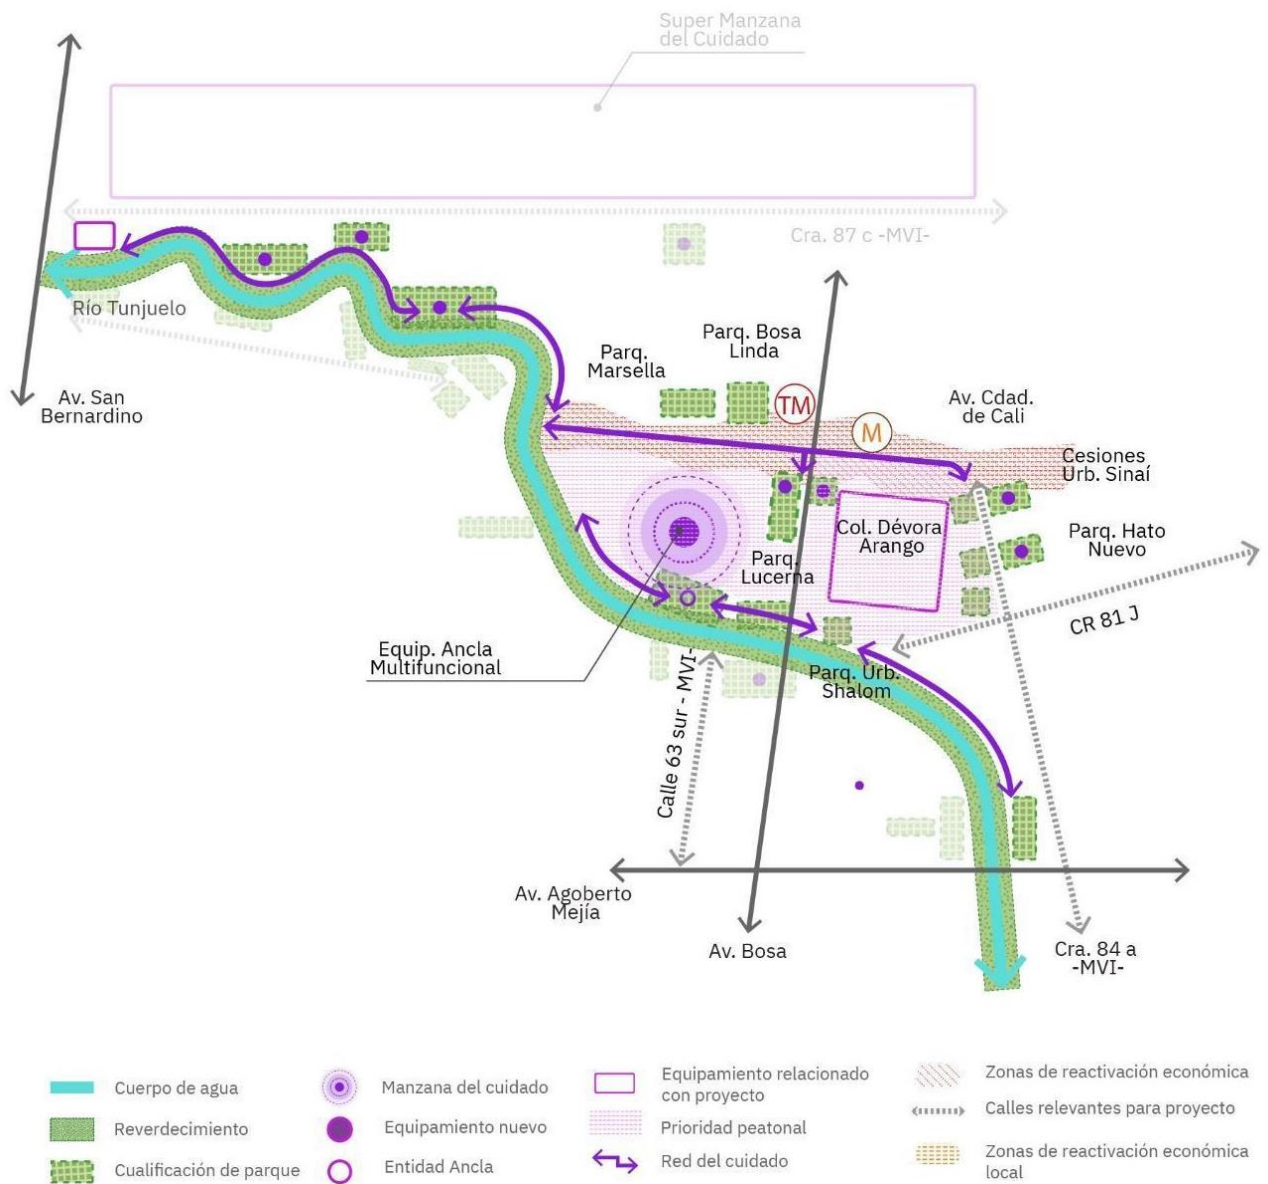 Super Manzana
del Cuidado
Cra. 87 c -MVI-
Río Tunjuelo
Av. San
Bernardino
Parq. Bosa
Linda
Parq.
Marsella
TM
M
Av. Cdad.
de Cali
Cesiones
Urb. Sinaí
Col. Dévora
Arango
Parq. Hato
Nuevo
Parq.
Lucerna
CR 81 J
Equip. Ancla
Multifuncional
Parq. Urb.
Shalom
Calle 63 sur - MVI-
Av. Agoberto
Mejía
Av. Bosa
Cra. 84 a
-MVI-
Cuerpo de agua
Reverdecimiento
Cualificación de parque
Manzana del cuidado
Equipamiento nuevo
Entidad Ancla
Equipamiento relacionado
con proyecto
Prioridad peatonal
Red del cuidado
Zonas de reactivación económica
Calles relevantes para proyecto
Zonas de reactivación económica
local